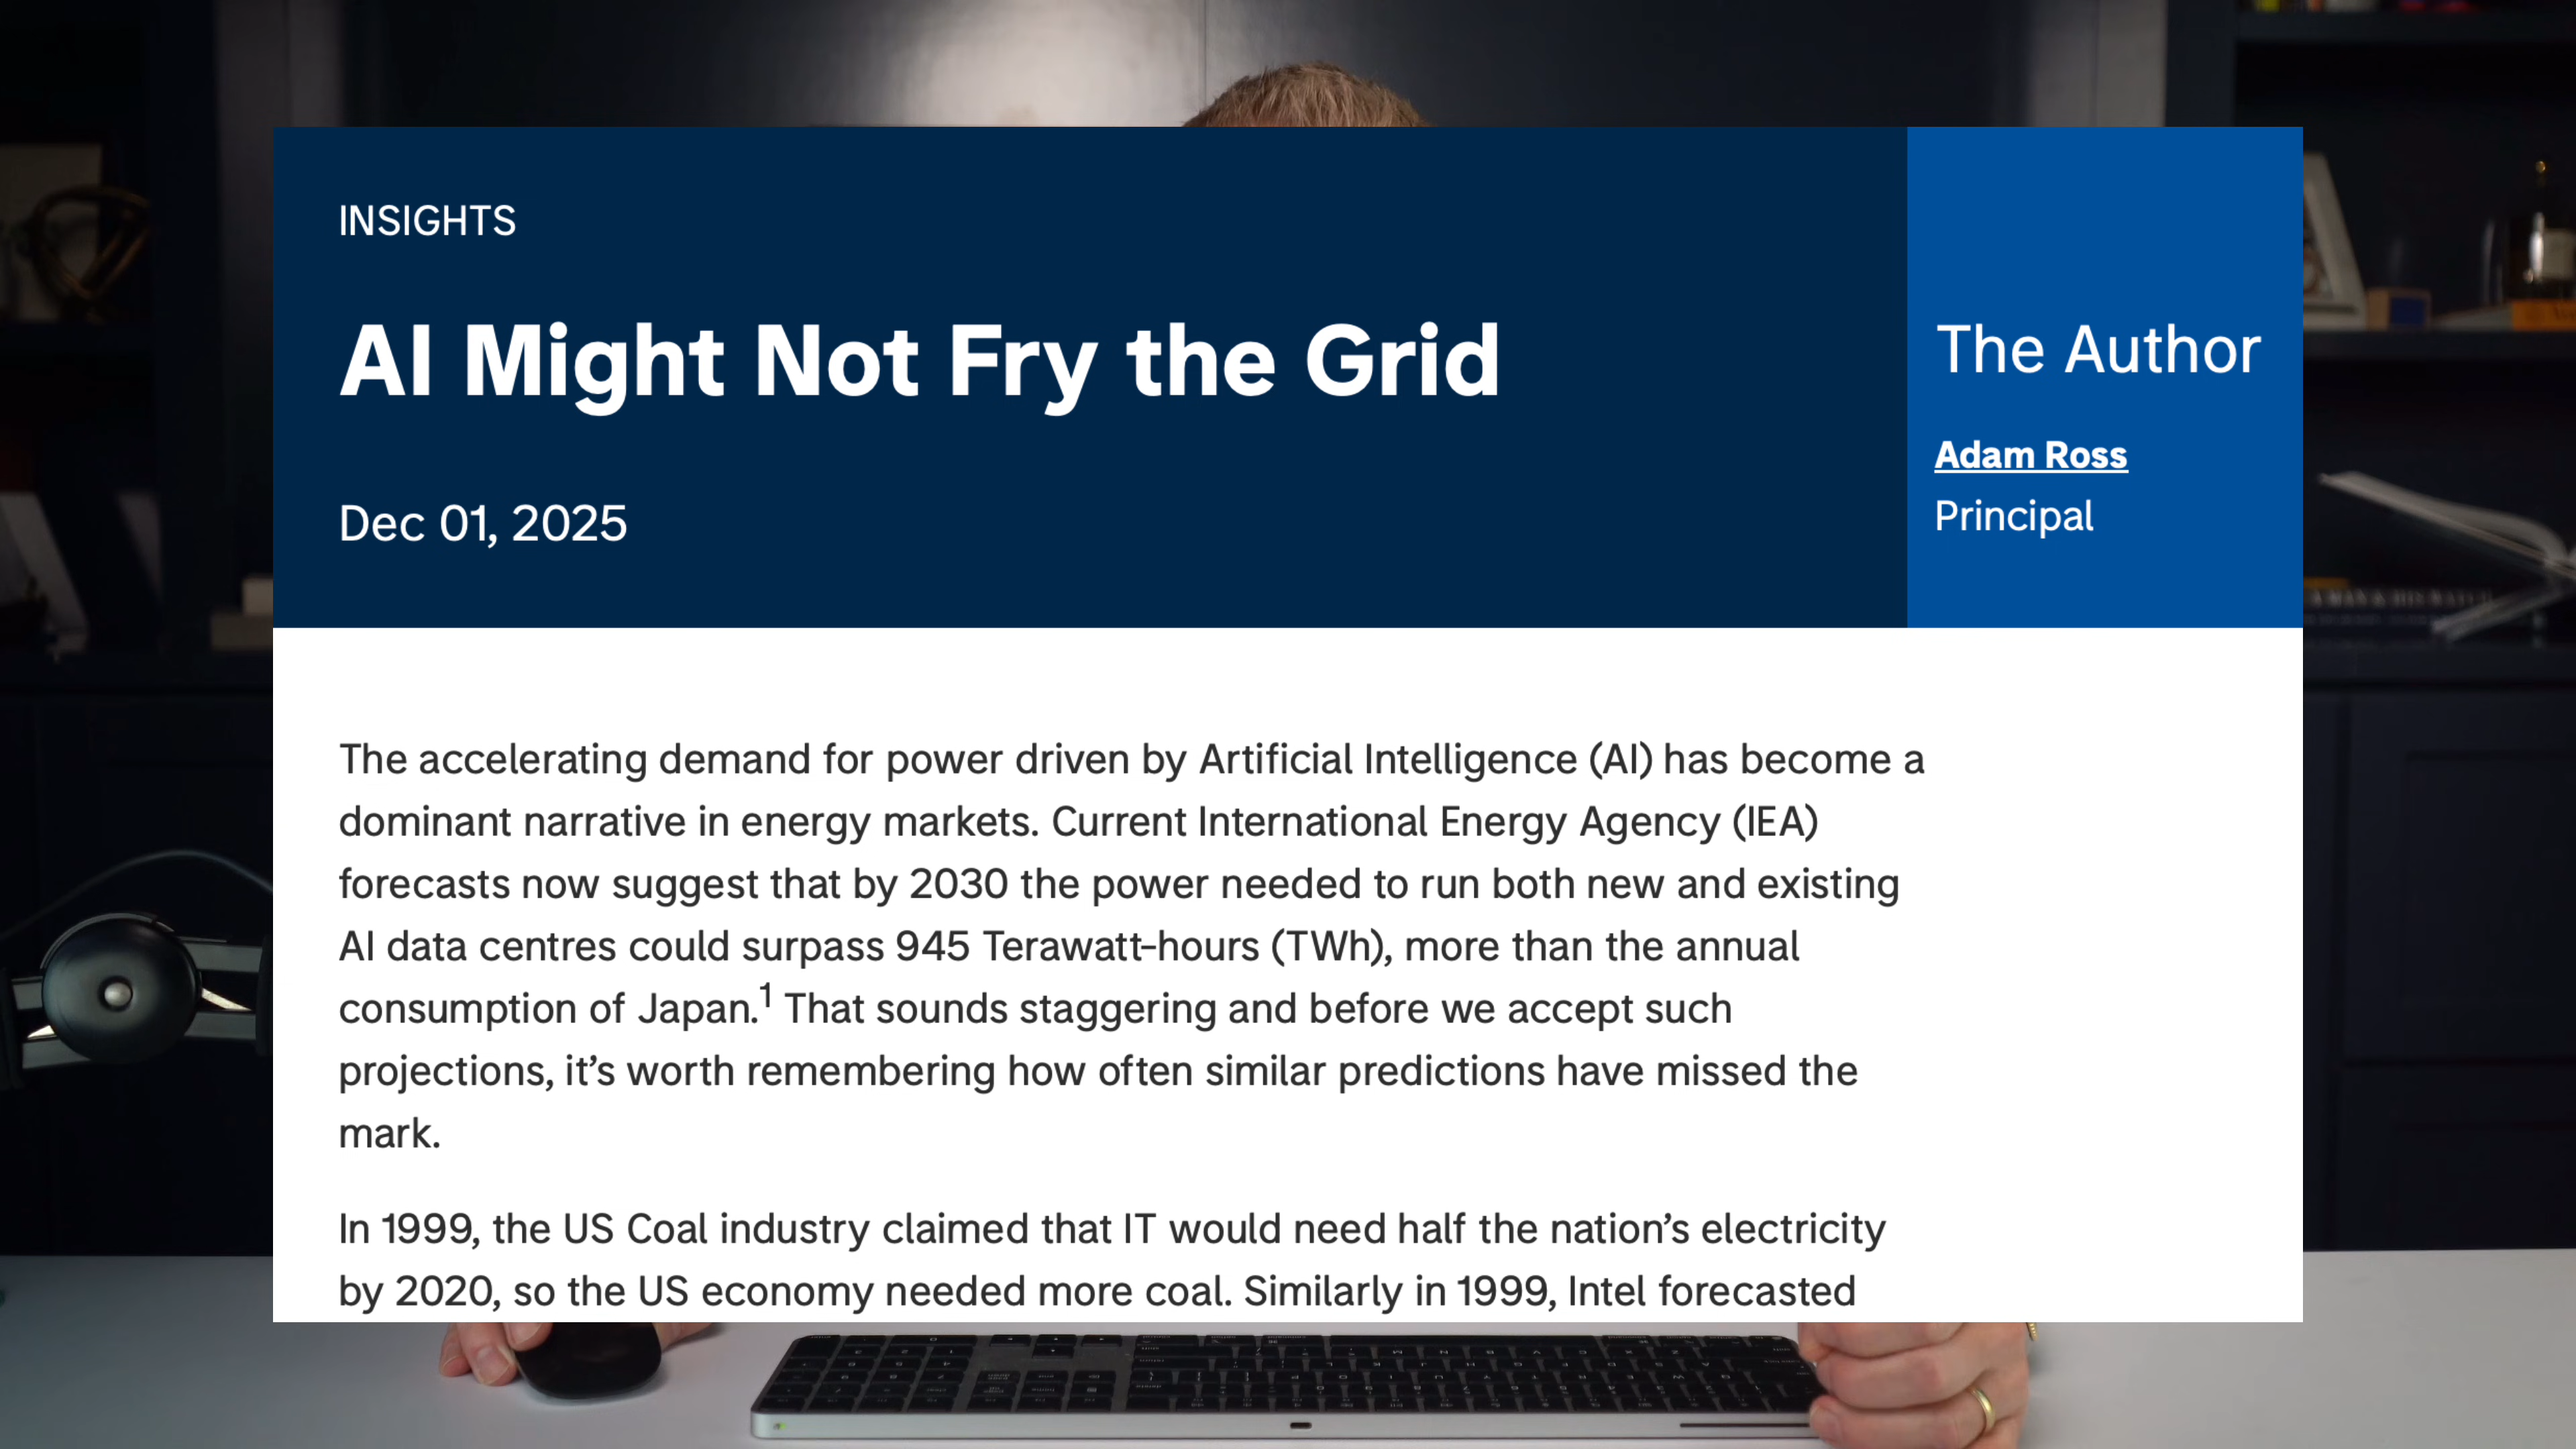 INSIGHTS
AI Might Not Fry the Grid
Dec 01, 2025
The Author
Adam Ross
Principal
The accelerating demand for power driven by Artificial Intelligence (AI) has become a
dominant narrative in energy markets. Current International Energy Agency (IEA)
forecasts now suggest that by 2030 the power needed to run both new and existing
AI data centres could surpass 945 Terawatt-hours (TWh), more than the annual
consumption of Japan.¹ That sounds staggering and before we accept such
projections, it’s worth remembering how often similar predictions have missed the
mark.
In 1999, the US Coal industry claimed that IT would need half the nation’s electricity
by 2020, so the US economy needed more coal. Similarly in 1999, Intel forecasted